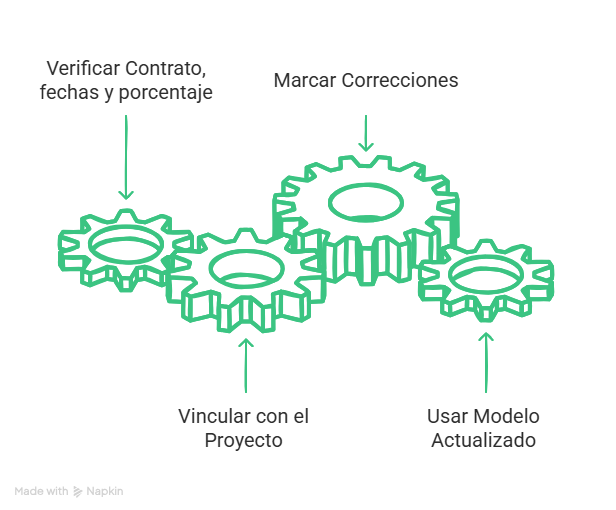 Verificar Contrato,
fechas y porcentaje
Marcar Correcciones
Vincular con el
Proyecto
Usar Modelo
Actualizado
Made with Napkin